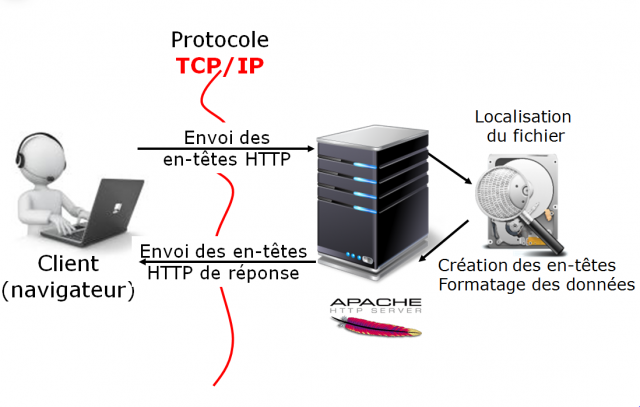 Protocole
TCP/IP
Envoi des
en-têtes HTTP
Localisation
du fichier
Envoi des en-têtes
HTTP de réponse
Client
(navigateur)
Création des en-têtes
Formatage des données
APACHE
HTTP SERVER